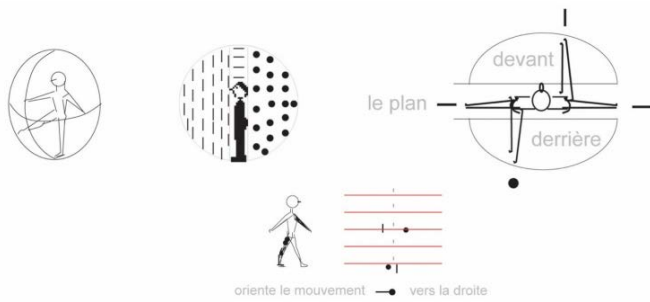 devant
le plan
derrière
oriente le mouvement vers la droite